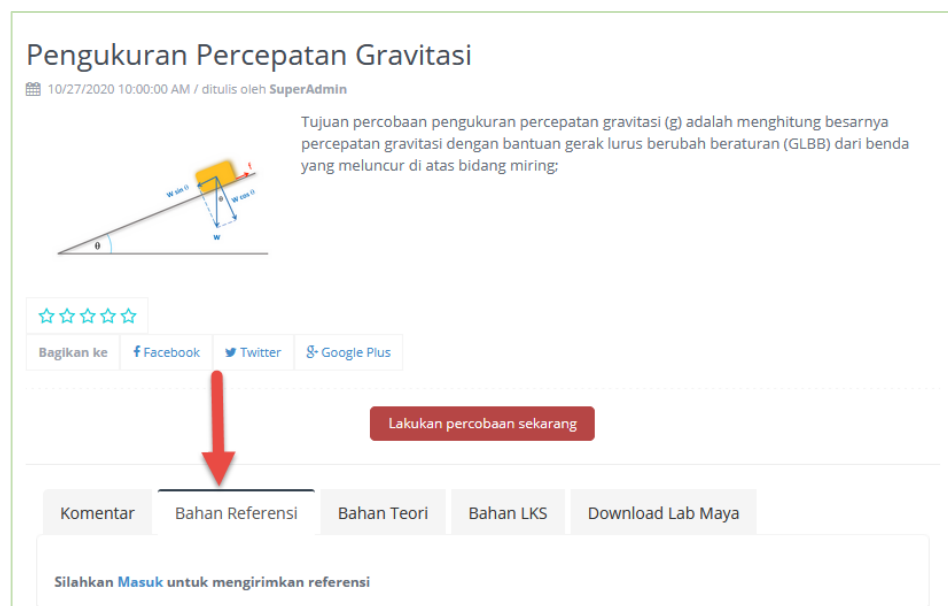 Pengukuran Percepatan Gravitasi
10/27/2020 10:00:00 AM / ditulis oleh SuperAdmin
Tujuan percobaan pengukuran percepatan gravitasi (g) adalah menghitung besarnya
percepatan gravitasi dengan bantuan gerak lurus berubah beraturan (GLBB) dari benda
yang meluncur di atas bidang miring;
f
W sin θ
θ
W cos θ
W
θ
Bagikan ke Facebook Twitter Google Plus
Lakukan percobaan sekarang
Komentar Bahan Referensi Bahan Teori Bahan LKS Download Lab Maya
Silahkan Masuk untuk mengirimkan referensi